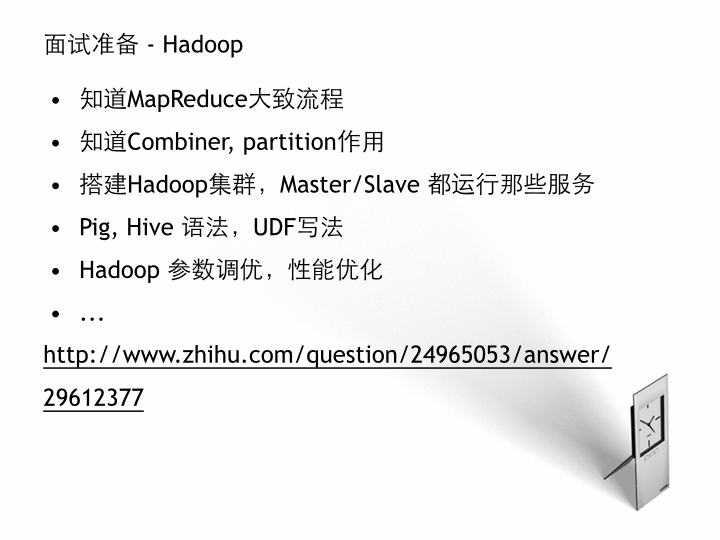 面试准备 - Hadoop
• 知道MapReduce大致流程
• 知道Combiner, partition作用
• 搭建Hadoop集群，Master/Slave 都运行那些服务
• Pig, Hive 语法，UDF写法
• Hadoop 参数调优，性能优化
• ...
http://www.zhihu.com/question/24965053/answer/
29612377